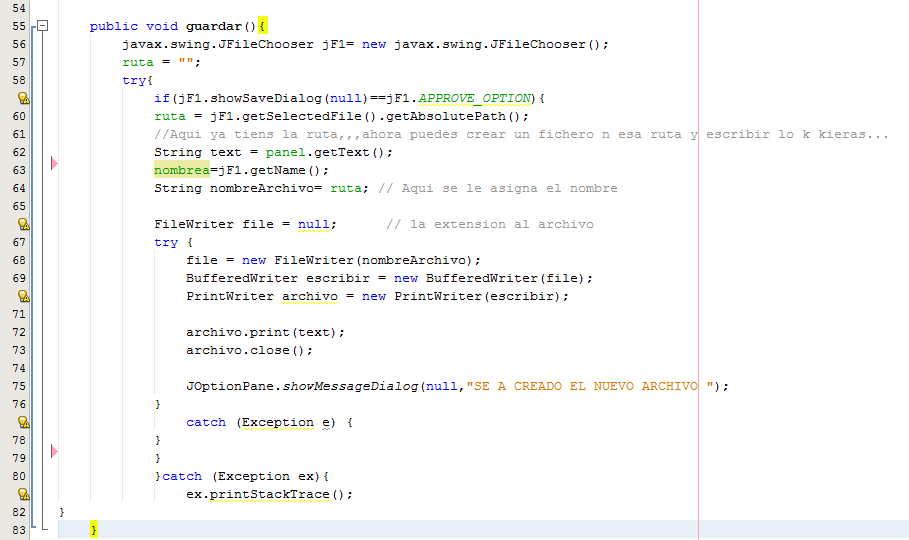 54
55 public void guardar(){
56 javax.swing.JFileChooser jF1= new javax.swing.JFileChooser();
57 ruta = "";
58 try{
if(jF1.showSaveDialog(null)==jF1.APPROVE_OPTION){
60 ruta = jF1.getSelectedFile().getAbsolutePath();
61 //Aqui ya tiens la ruta,,,ahora puedes crear un fichero n esa ruta y escribir lo k kieras...
62 String text = panel.getText();
63 nombrea=jF1.getName();
64 String nombreArchivo= ruta; // Aqui se le asigna el nombre
65
FileWriter file = null; // la extension al archivo
67 try {
68 file = new FileWriter(nombreArchivo);
69 BufferedWriter escribir = new BufferedWriter(file);
PrintWriter archivo = new PrintWriter(escribir);
71
72 archivo.print(text);
73 archivo.close();
74
75 JOptionPane.showMessageDialog(null,"SE A CREADO EL NUEVO ARCHIVO ");
76 }
catch (Exception e) {
78 }
79 }
80 }catch (Exception ex){
ex.printStackTrace();
82 }
83 }